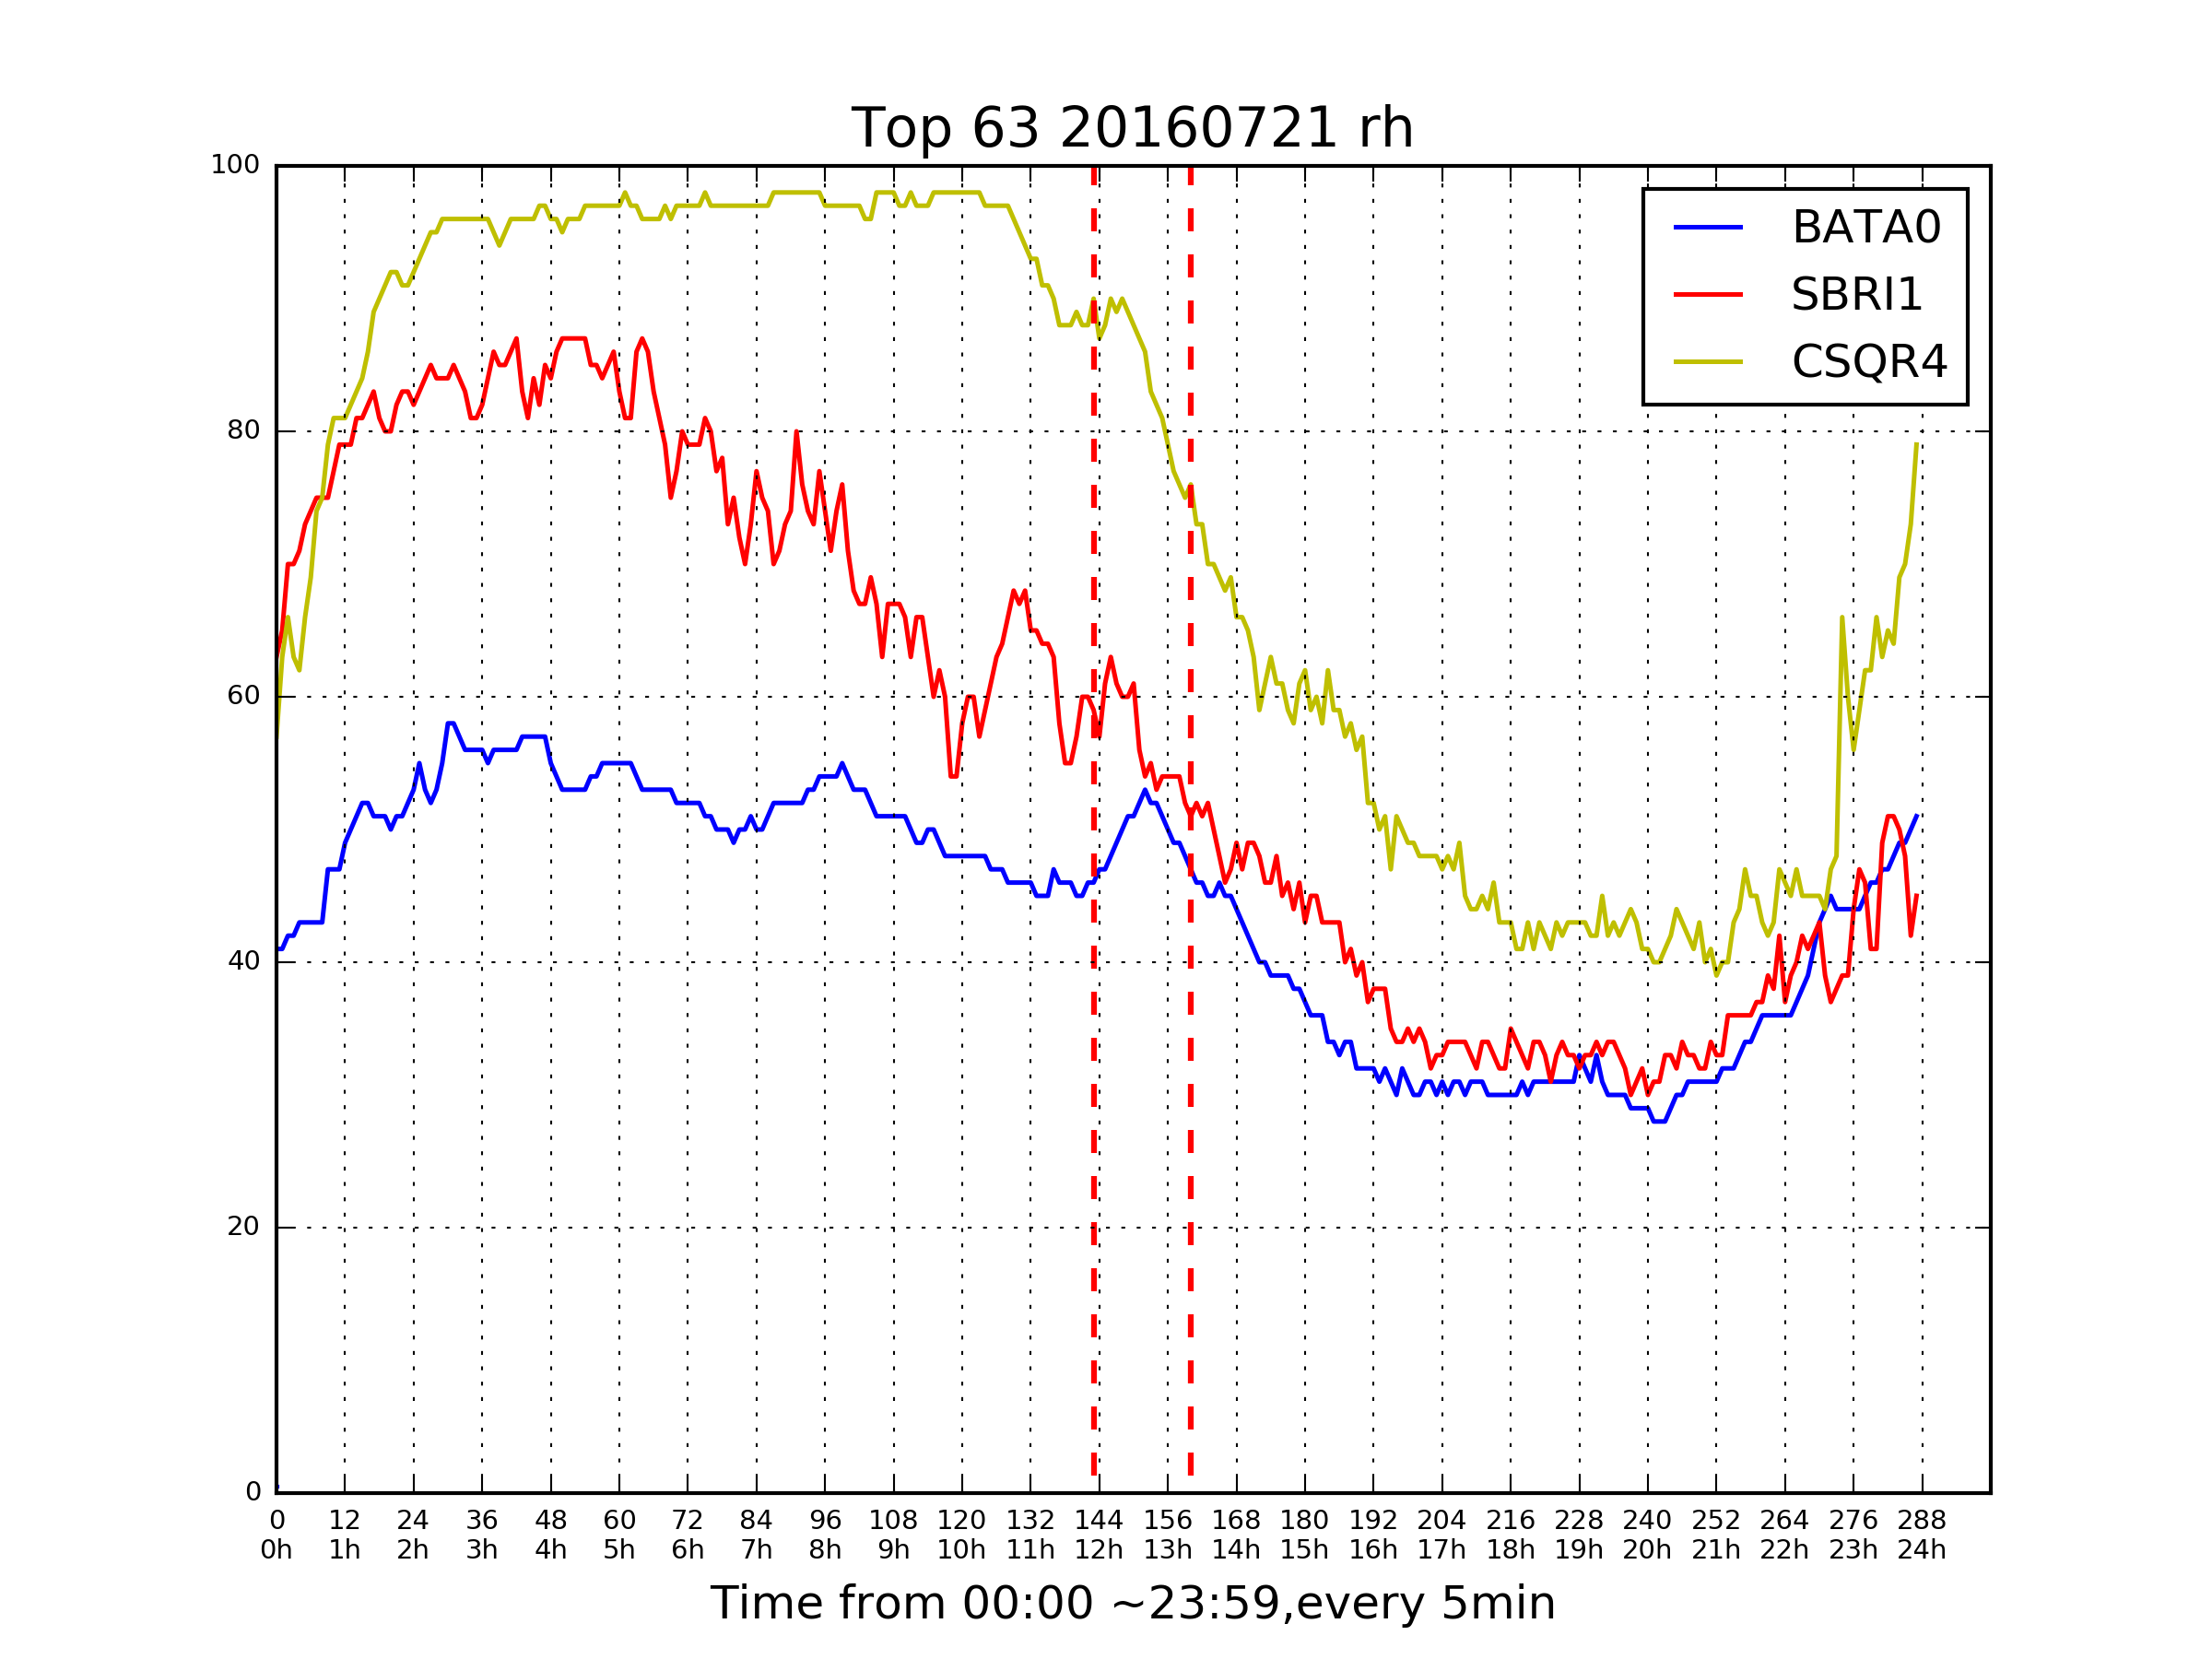 Top 63 20160721 rh
100
80
60
40
20
0
BATA0
SBRI1
CSQR4
0 12 24 36 48 60 72 84 96 108 120 132 144 156 168 180 192 204 216 228 240 252 264 276 288
0h 1h 2h 3h 4h 5h 6h 7h 8h 9h 10h 11h 12h 13h 14h 15h 16h 17h 18h 19h 20h 21h 22h 23h 24h
Time from 00:00 ~23:59,every 5min